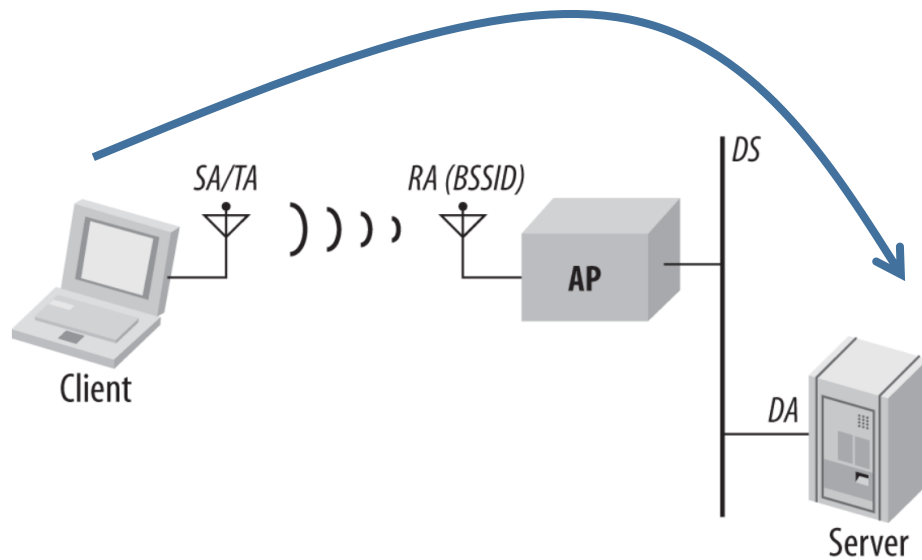 DS
SA/TA
RA (BSSID)
AP
Client
DA
Server